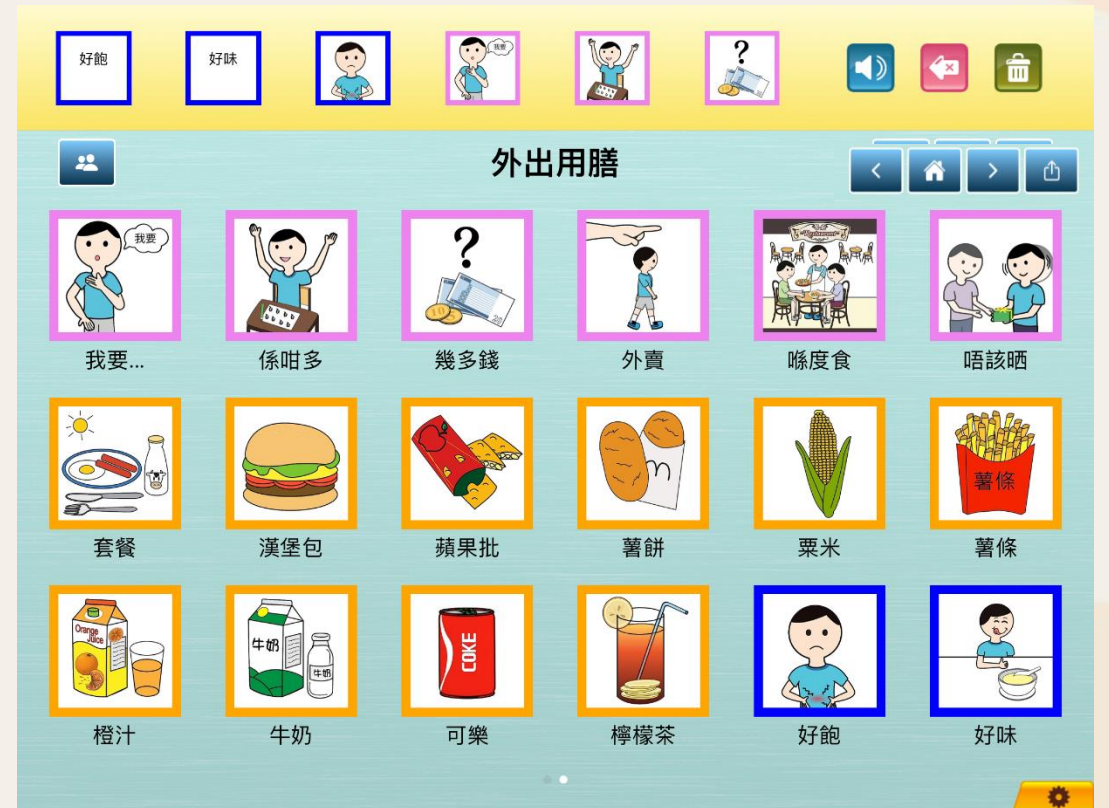 好飽
好味
我要
?
外出用膳
我要
?
Restaurant
我要...
係咁多
幾多錢
外賣
喺度食
唔該晒
薯條
套餐
漢堡包
蘋果批
薯餅
粟米
薯條
Orange Juice
牛奶
牛奶
COKE
橙汁
牛奶
可樂
檸檬茶
好飽
好味